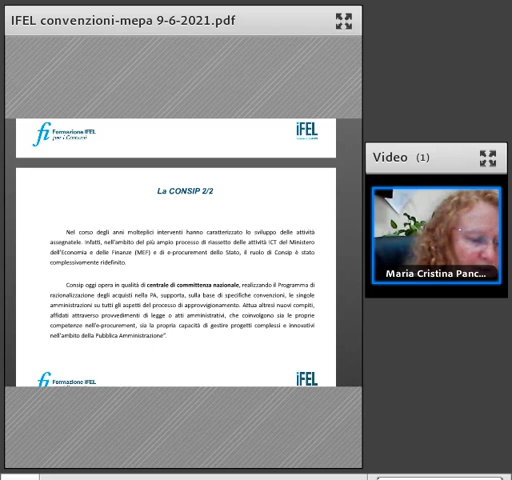 IFEL convenzioni-mepa 9-6-2021.pdf
Formazione IFEL
per i Comuni
iFEL
La CONSIP 2/2
Nel corso degli anni molteplici interventi hanno caratterizzato lo sviluppo delle attività
assegnatele. Infatti, nell'ambito del più ampio processo di riassetto delle attività ICT del Ministero
dell'Economia e delle Finanze (MEF) e di e-procurement dello Stato, il ruolo di Consip è stato
complessivamente ridefinito.
Consip oggi opera in qualità di centrale di committenza nazionale, realizzando il Programma di
razionalizzazione degli acquisti nella PA, supporta, sulla base di specifiche convenzioni, le singole
amministrazioni su tutti gli aspetti del processo di approvvigionamento. Attua altresì nuovi compiti,
affidati attraverso provvedimenti di legge o atti amministrativi, che coinvolgono sia le proprie
competenze nell'e-procurement, sia la propria capacità di gestire progetti complessi e innovativi
nell'ambito della Pubblica Amministrazione".
Formazione IFEL
iFEL
Video (1)
Maria Cristina Panc...